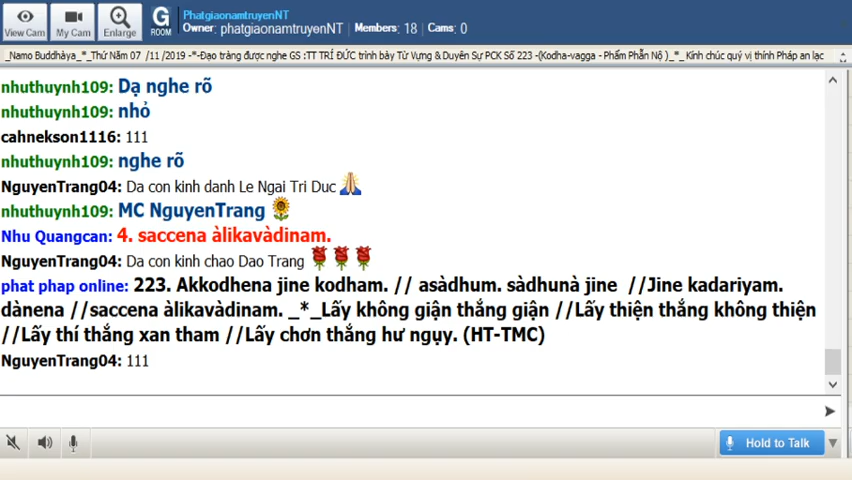 PhatgiaonamtruyenNT
Owner: phatgiaonamtruyenNT Members: 18 Cams: 0
View Cam My Cam Enlarge G ROOM
_Namo Buddhàya_*_Thứ Năm 07 /11 /2019 -*-Đạo tràng được nghe GS :TT TRÍ ĐỨC trình bày Từ Vựng & Duyên Sự PCK Số 223 -(Kodha-vagga - Phẩm Phẫn Nộ )_*_ Kính chúc quý vị thính Pháp an lạc
nhuthuynh109: Dạ nghe rõ
nhuthuynh109: nhỏ
cahnekson1116: 111
nhuthuynh109: nghe rõ
NguyenTrang04: Da con kinh danh Le Ngai Tri Duc
nhuthuynh109: MC NguyenTrang
Nhu Quangcan: 4. saccena àlikavàdinam.
NguyenTrang04: Da con kinh chao Dao Trang
phat phap online: 223. Akkodhena jine kodham. // asàdhum. sàdhunà jine //Jine kadariyam.
dànena //saccena àlikavàdinam. _*_Lấy không giận thắng giận //Lấy thiện thắng không thiện
//Lấy thí thắng xan tham //Lấy chơn thắng hư ngụy. (HT-TMC)
NguyenTrang04: 111
Hold to Talk